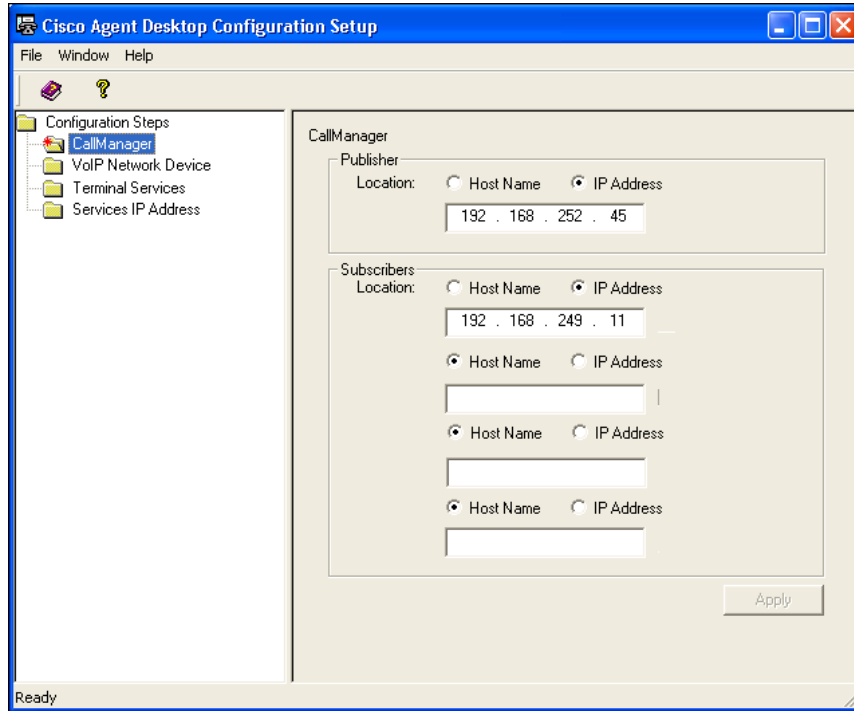 Cisco Agent Desktop Configuration Setup
File Window Help
Configuration Steps
CallManager
VoIP Network Device
Terminal Services
Services IP Address
CallManager
Publisher
Location: Host Name IP Address
192 . 168 . 252 . 45
Subscribers
Location: Host Name IP Address
192 . 168 . 249 . 11
Host Name IP Address
Host Name IP Address
Host Name IP Address
Apply
Ready